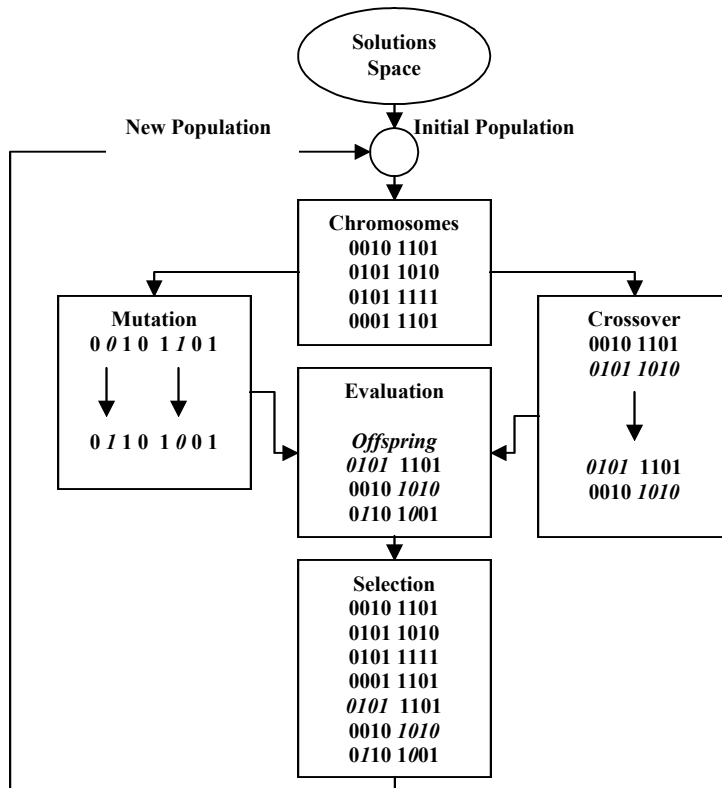 Solutions
Space
New Population
Initial Population
Chromosomes
0010 1101
0101 1010
0101 1111
0001 1101
Mutation
0 0 1 0 1 1 0 1
0 1 1 0 1 0 0 1
Crossover
0010 1101
0101 1010
0101 1101
0010 1010
Evaluation
Offspring
0101 1101
0010 1010
0110 1001
Selection
0010 1101
0101 1010
0101 1111
0001 1101
0101 1101
0010 1010
0110 1001